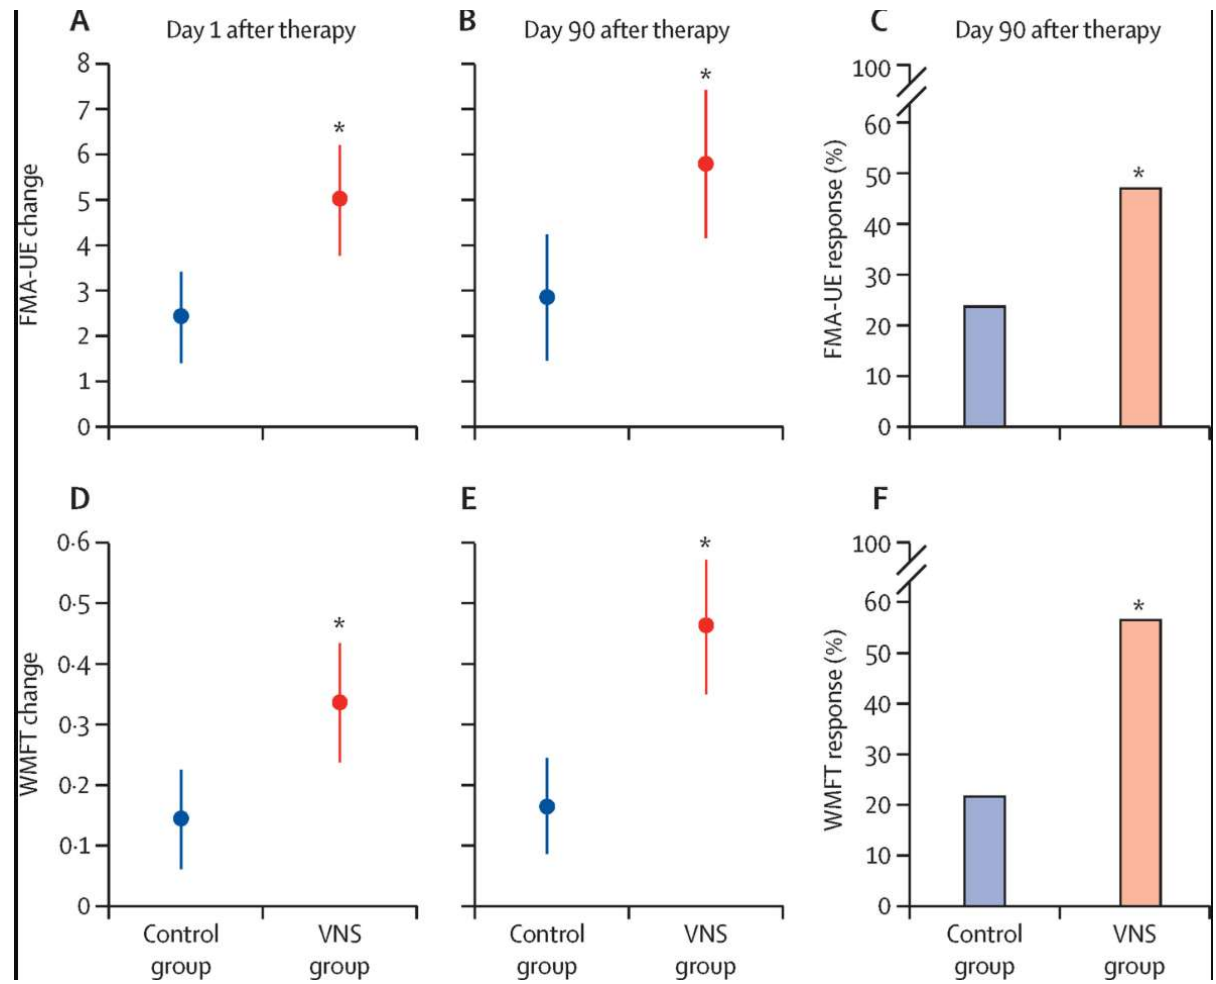 A Day 1 after therapy
B Day 90 after therapy
C Day 90 after therapy
FMA-UE change
8
7
6
5
4
3
2
1
0
*
*
FMA-UE response (%)
100
60
50
40
30
20
10
0
*
D
E
F
WMFT change
0·6
0·5
0·4
0·3
0·2
0·1
0
*
*
WMFT response (%)
100
60
50
40
30
20
10
0
*
Control group
VNS group
Control group
VNS group
Control group
VNS group